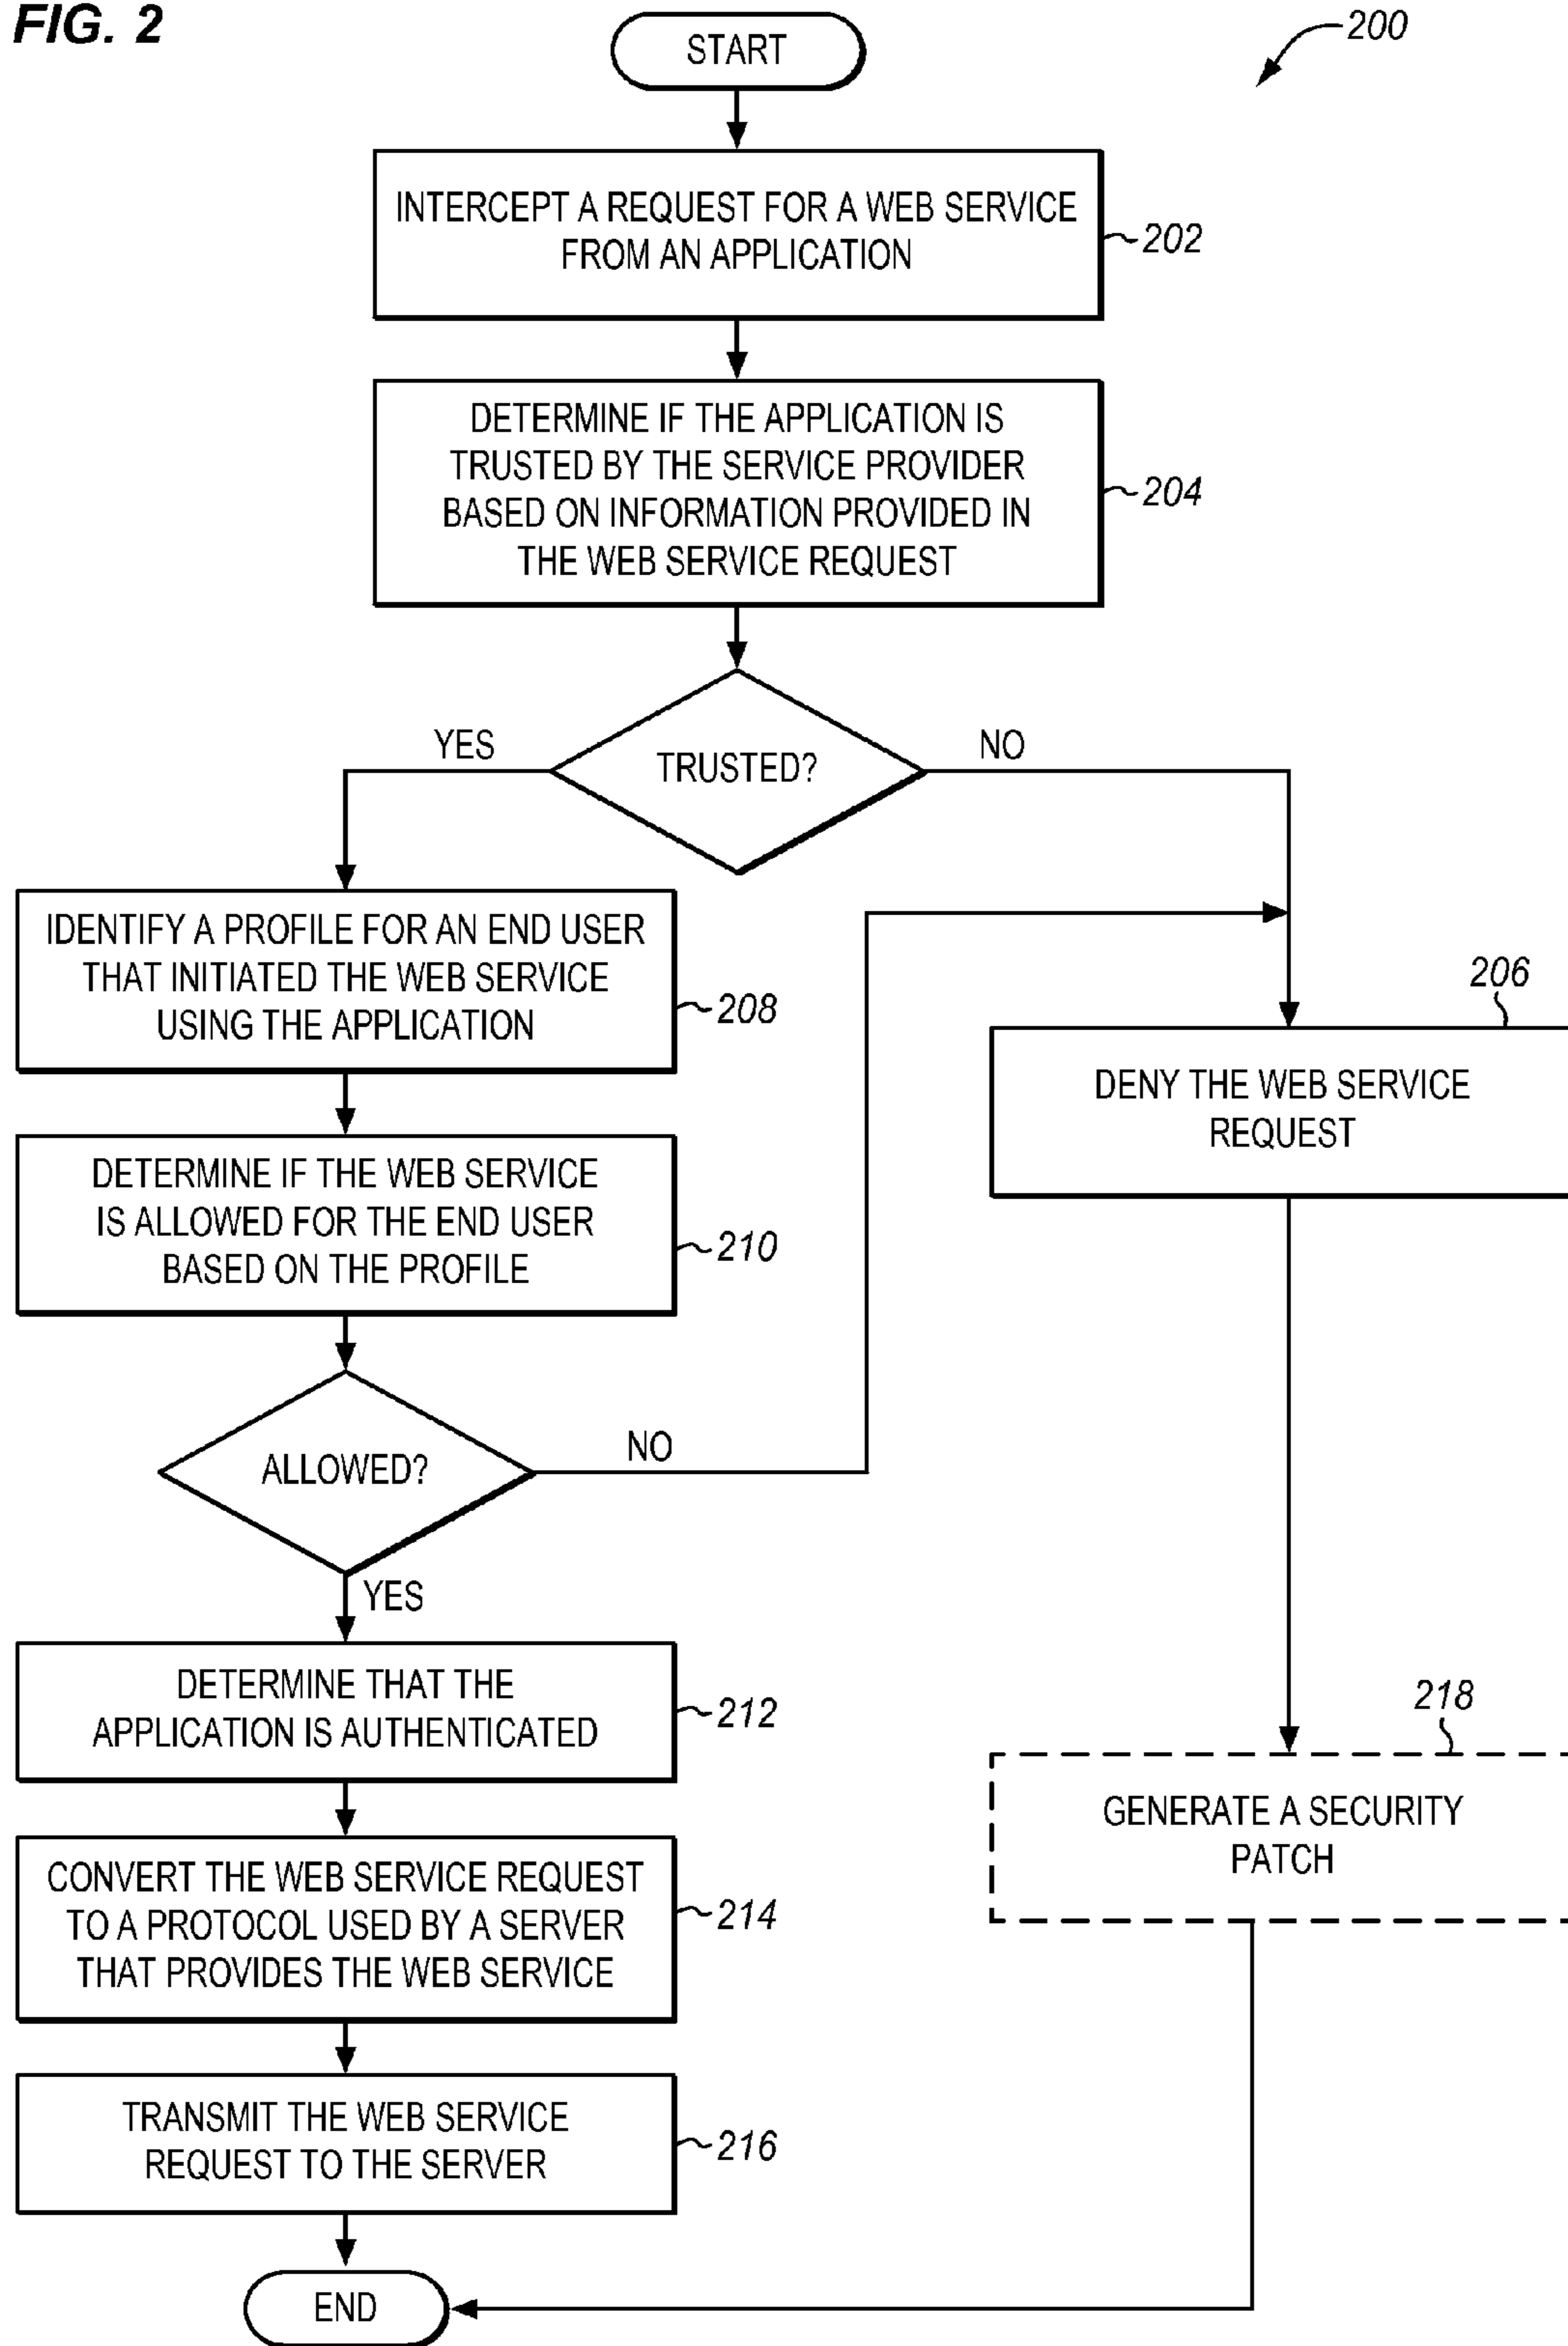 FIG. 2
200
START
INTERCEPT A REQUEST FOR A WEB SERVICE
FROM AN APPLICATION
202
DETERMINE IF THE APPLICATION IS
TRUSTED BY THE SERVICE PROVIDER
BASED ON INFORMATION PROVIDED IN
THE WEB SERVICE REQUEST
204
TRUSTED?
YES
NO
IDENTIFY A PROFILE FOR AN END USER
THAT INITIATED THE WEB SERVICE
USING THE APPLICATION
208
206
DENY THE WEB SERVICE
REQUEST
DETERMINE IF THE WEB SERVICE
IS ALLOWED FOR THE END USER
BASED ON THE PROFILE
210
ALLOWED?
NO
YES
DETERMINE THAT THE
APPLICATION IS AUTHENTICATED
212
218
GENERATE A SECURITY
PATCH
CONVERT THE WEB SERVICE REQUEST
TO A PROTOCOL USED BY A SERVER
THAT PROVIDES THE WEB SERVICE
214
TRANSMIT THE WEB SERVICE
REQUEST TO THE SERVER
216
END